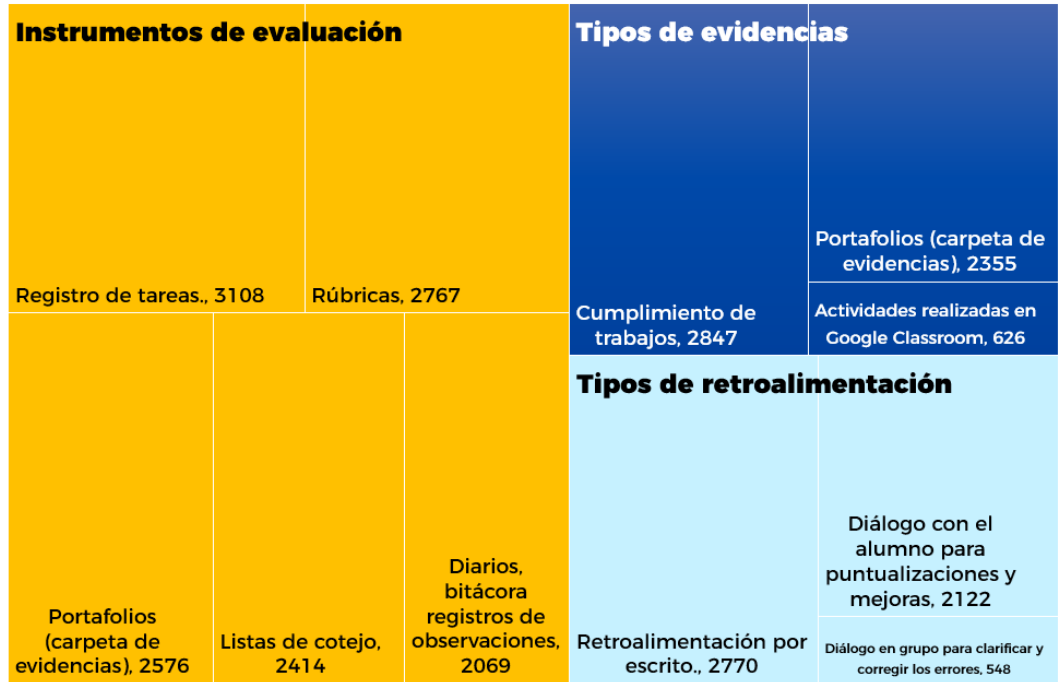 Instrumentos de evaluación
Registro de tareas., 3108
Rúbricas, 2767
Portafolios
(carpeta de
evidencias), 2576
Listas de cotejo,
2414
Diarios,
bitácora
registros de
observaciones,
2069
Tipos de evidencias
Cumplimiento de
trabajos, 2847
Portafolios (carpeta de
evidencias), 2355
Actividades realizadas en
Google Classroom, 626
Tipos de retroalimentación
Retroalimentación por
escrito., 2770
Diálogo con el
alumno para
puntualizaciones y
mejoras, 2122
Diálogo en grupo para clarificar y
corregir los errores, 548